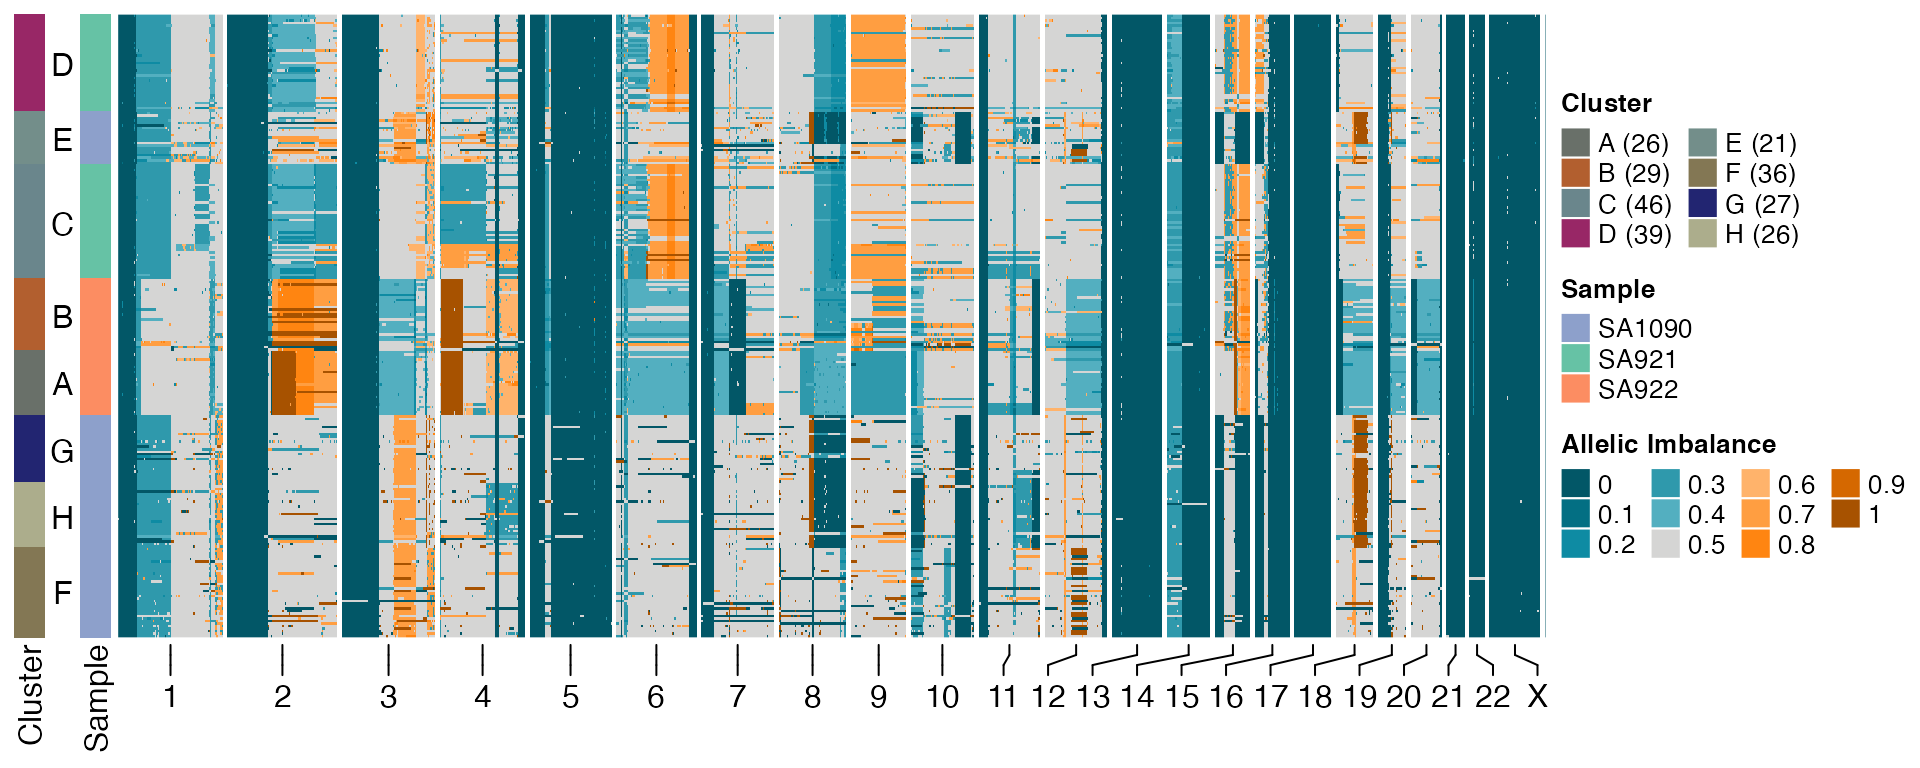 D
E
C
B
A
G
H
F
Cluster
Sample
1 2 3 4 5 6 7 8 9 10 11 12 13 14 15 16 17 18 19 20 21 22 X
Cluster
A (26) E (21)
B (29) F (36)
C (46) G (27)
D (39) H (26)
Sample
SA1090
SA921
SA922
Allelic Imbalance
0 0.3 0.6 0.9
0.1 0.4 0.7 1
0.2 0.5 0.8